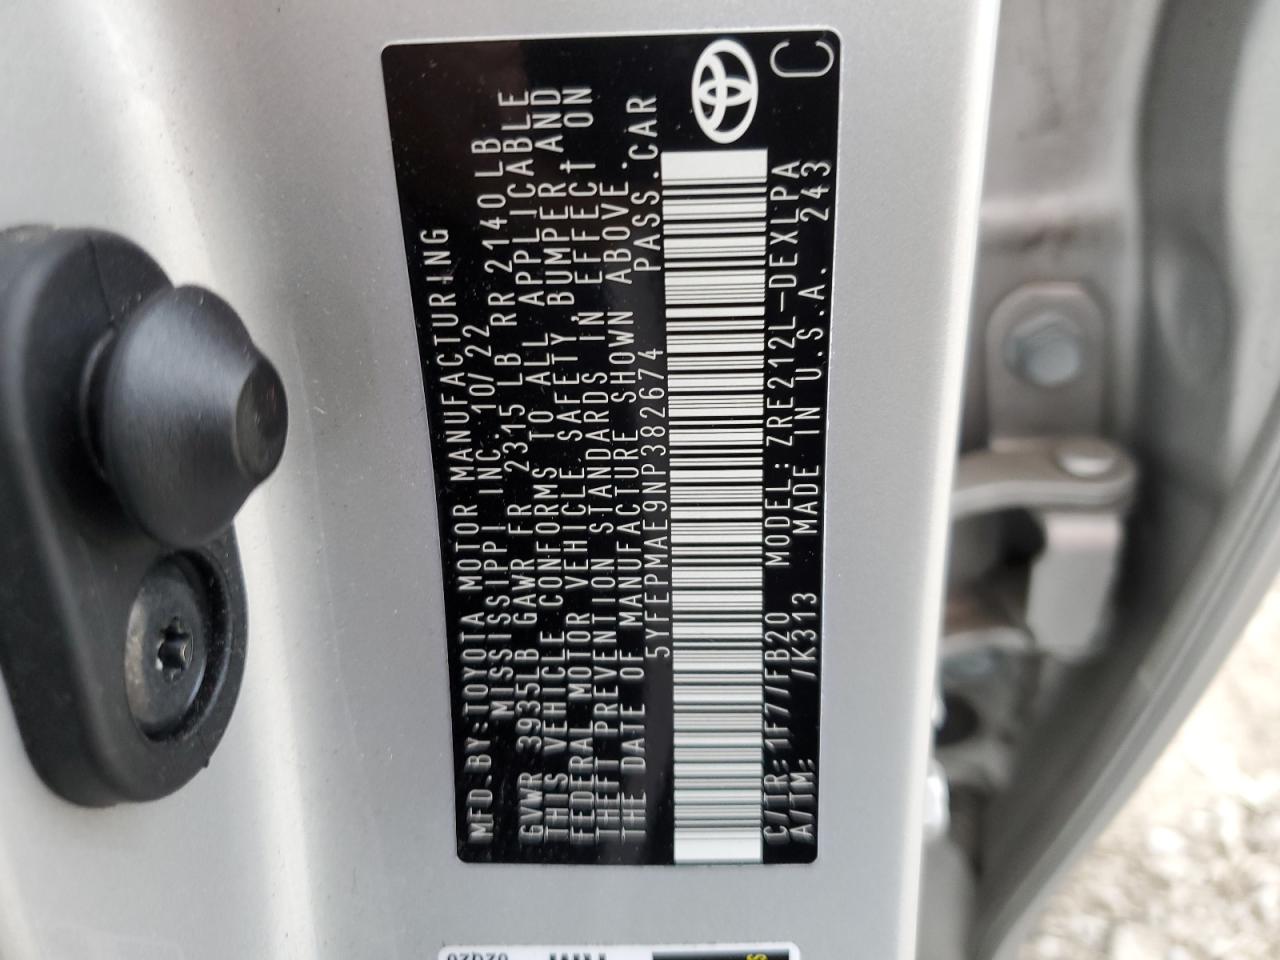 MFD.BY:TOYOTA MOTOR MANUFACTURING
MISSISSIPPI INC. 10/22
GVWR 3935LB GAWR FR 2315 LB RR 2140LB
THIS VEHICLE CONFORMS TO ALL APPLICABLE
FEDERAL MOTOR VEHICLE SAFETY, BUMPER AND
THEFT PREVENTION STANDARDS IN EFFECT ON
THE DATE OF MANUFACTURE SHOWN ABOVE.
5YFEPMAE9NP382674 PASS.CAR
C/TR:1F7/FB20 MODEL:ZRE212L-DEXLPA
A/TM: /K313 MADE IN U.S.A. 243
C